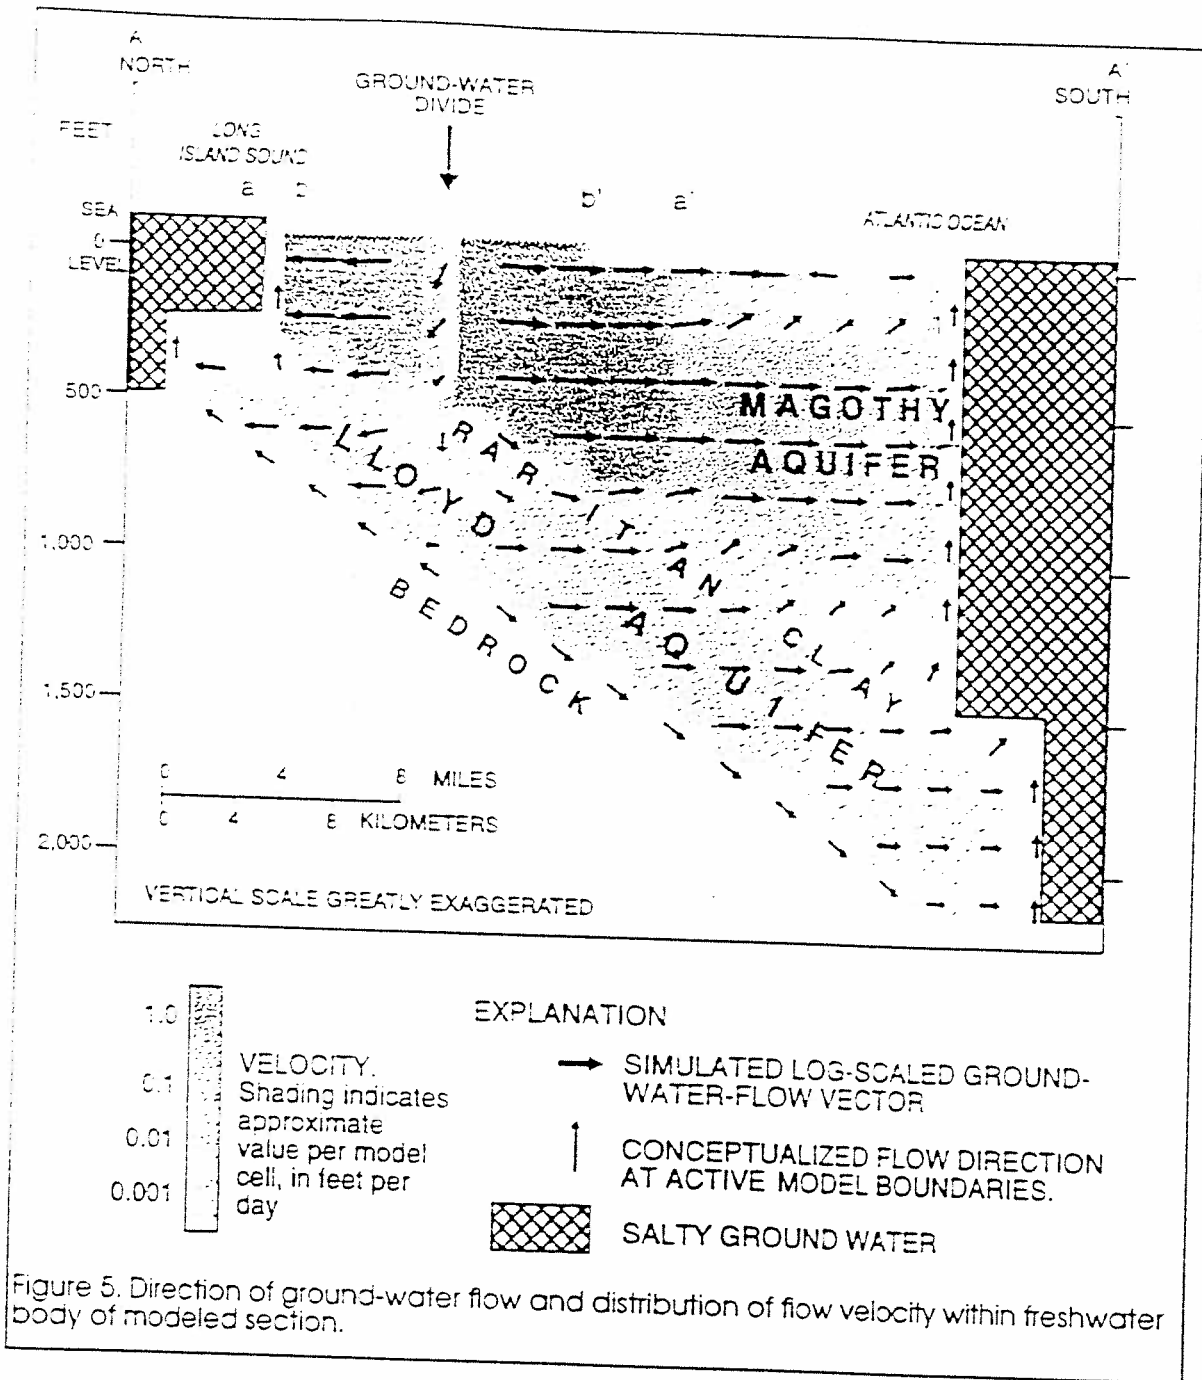 A
NORTH
A'
SOUTH
GROUND-WATER
DIVIDE
FEET
LONG
ISLAND SOUND
a b
b' a'
ATLANTIC OCEAN
SEA
0
LEVEL
500
1,000
1,500
2,000
MAGOTHY
AQUIFER
RARITAN CLAY
LLOYD AQUIFER
BEDROCK
0 4 8 MILES
0 4 8 KILOMETERS
VERTICAL SCALE GREATLY EXAGGERATED
EXPLANATION
1.0
0.1
0.01
0.001
VELOCITY.
Shading indicates
approximate
value per model
cell, in feet per
day
SIMULATED LOG-SCALED GROUND-
WATER-FLOW VECTOR
CONCEPTUALIZED FLOW DIRECTION
AT ACTIVE MODEL BOUNDARIES.
SALTY GROUND WATER
Figure 5. Direction of ground-water flow and distribution of flow velocity within freshwater
body of modeled section.